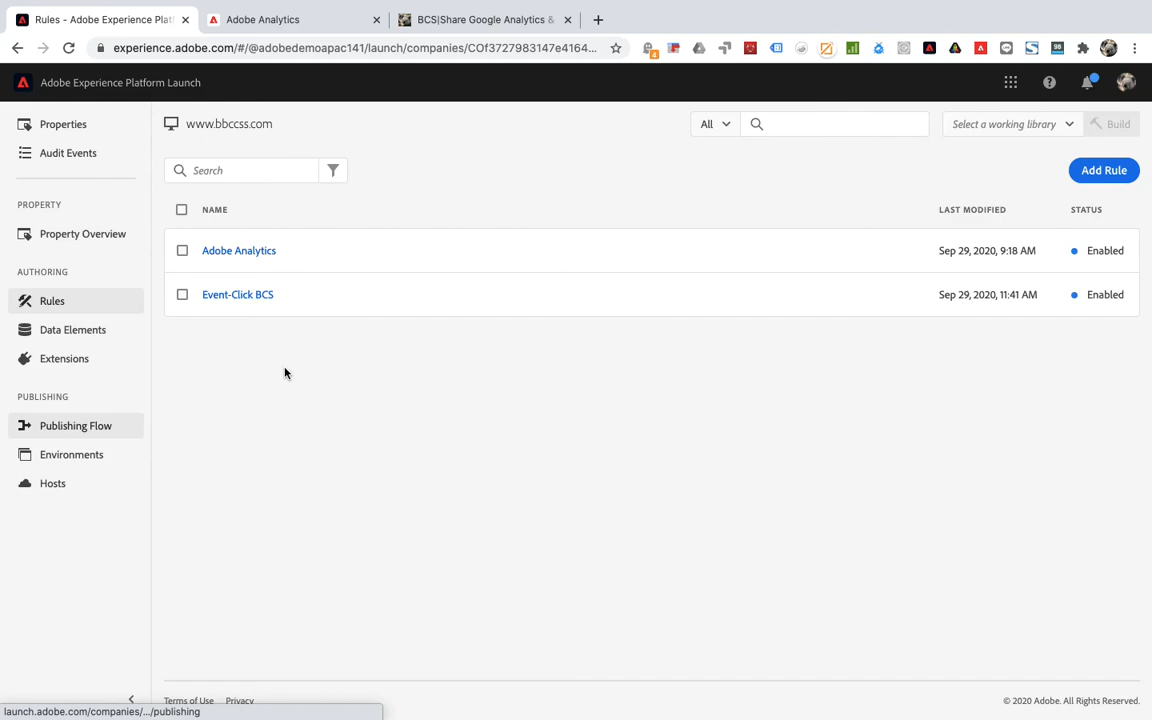 Rules - Adobe Experience Platf
Adobe Analytics
BCS|Share Google Analytics &
experience.adobe.com/#/@adobedemoapac141/launch/companies/COf3727983147e4164...
4
98
Adobe Experience Platform Launch
Properties
Audit Events
PROPERTY
Property Overview
AUTHORING
Rules
Data Elements
Extensions
PUBLISHING
Publishing Flow
Environments
Hosts
www.bbccss.com
All
Select a working library
Build
Search
Add Rule
NAME LAST MODIFIED STATUS
Adobe Analytics Sep 29, 2020, 9:18 AM Enabled
Event-Click BCS Sep 29, 2020, 11:41 AM Enabled
Terms of Use Privacy © 2020 Adobe. All Rights Reserved.
launch.adobe.com/companies/.../publishing